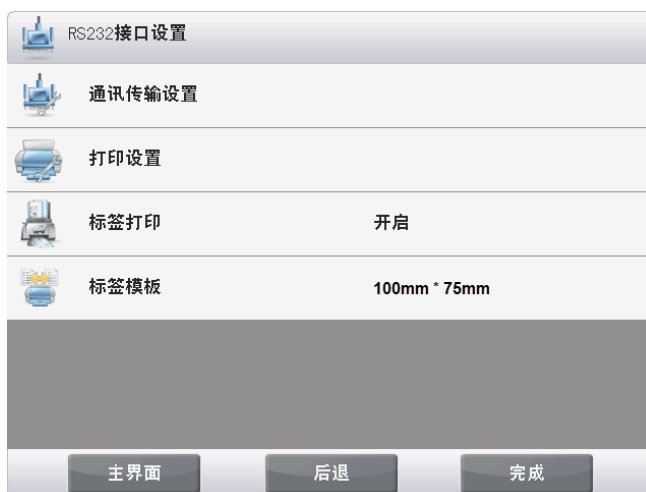 RS232接口设置
通讯传输设置
打印设置
标签打印 开启
标签模板 100mm * 75mm
主界面 后退 完成